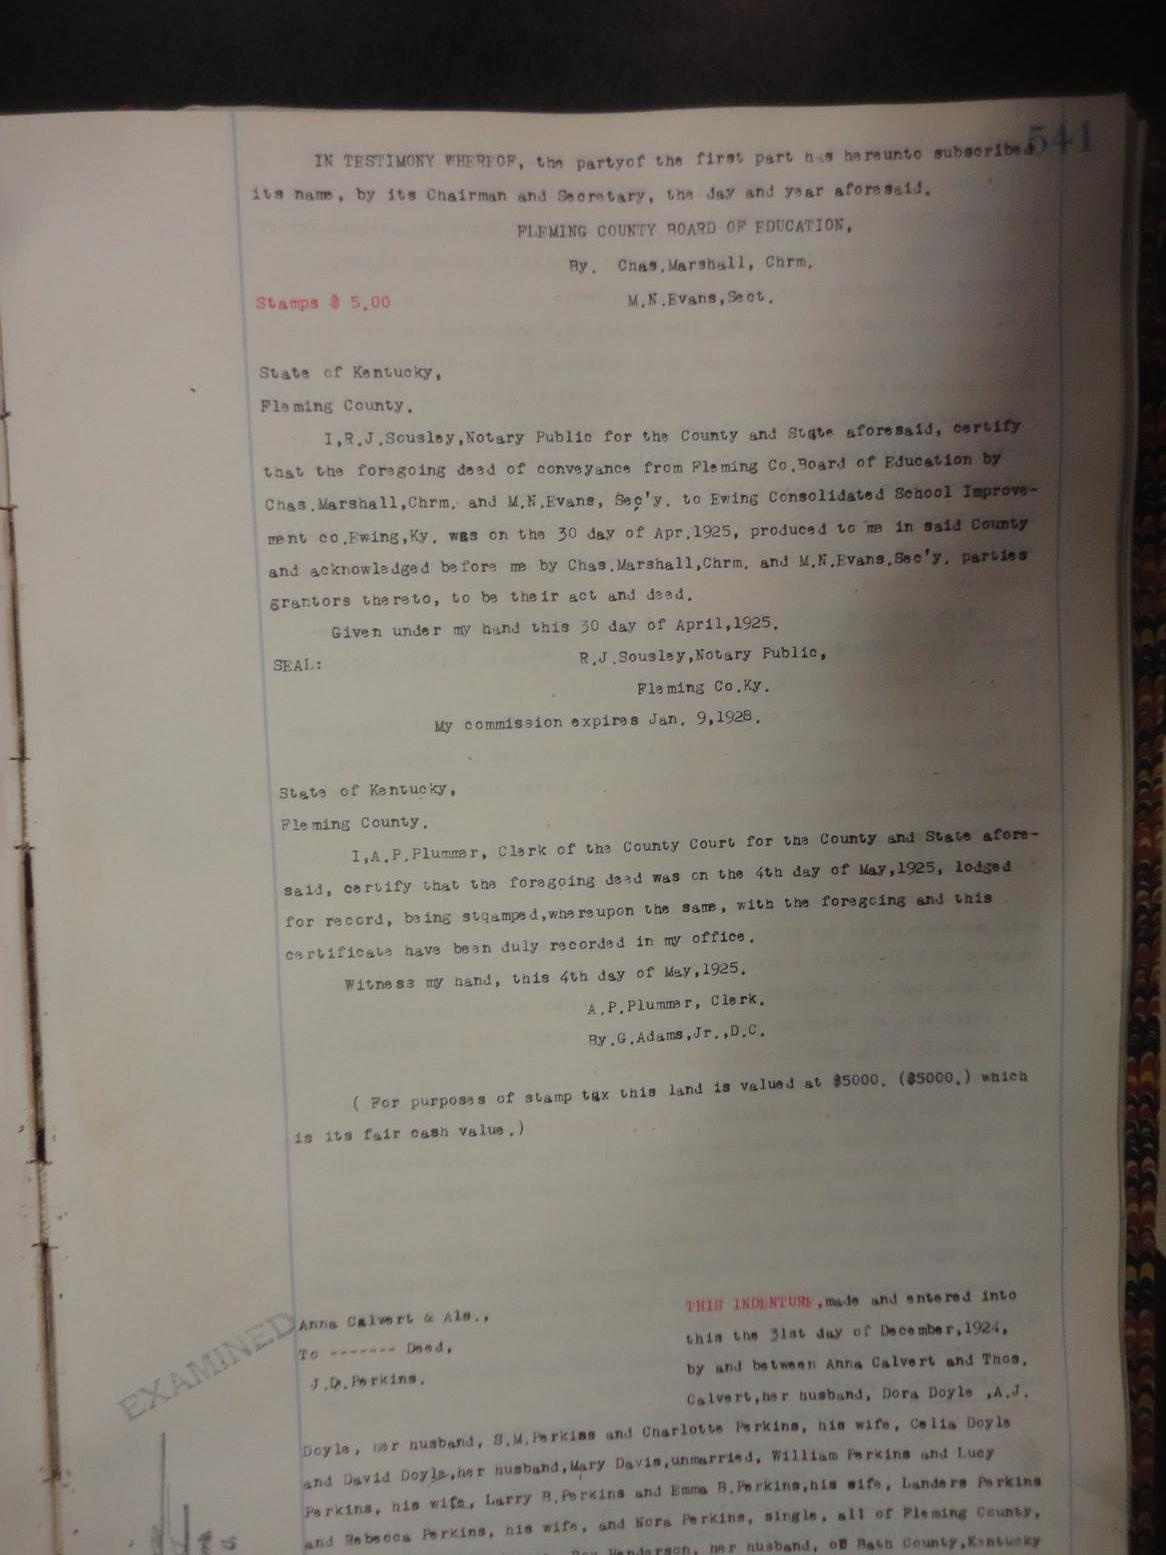 541
IN TESTIMONY WHEREOF, the partyof the first part has hereunto subscribed
its name, by its Chairman and Secretary, the day and year aforesaid.
FLEMING COUNTY BOARD OF EDUCATION,
By. Chas.Marshall, Chrm.
Stamps $ 5.00 M.N.Evans,Sect.
State of Kentucky,
Fleming County.
I,R.J.Sousley,Notary Public for the County and Stqte aforesaid, certify
that the foregoing deed of conveyance from Fleming Co.Board of Education by
Chas.Marshall,Chrm. and M.N.Evans, Sec'y. to Ewing Consolidated School Improve-
ment co.Ewing,Ky. was on the 30 day of Apr.1925, produced to me in said County
and acknowledged before me by Chas.Marshall,Chrm. and M.N.Evans.Sec'y. parties
grantors thereto, to be their act and deed.
Given under my hand this 30 day of April,1925.
SEAL: R.J.Sousley,Notary Public,
Fleming Co.Ky.
My commission expires Jan. 9,1928.
State of Kentucky,
Fleming County.
I,A.P.Plummer, Clerk of the County Court for the County and State afore-
said, certify that the foregoing deed was on the 4th day of May,1925, lodged
for record, being stqamped,whereupon the same, with the foregoing and this
certificate have been duly recorded in my office.
Witness my hand, this 4th day of May,1925.
A.P.Plummer, Clerk.
By.G.Adams,Jr.,D.C.
( For purposes of stamp tax this land is valued at $5000. ($5000.) which
is its fair cash value.)
EXAMINED
Anna Calvert & Als.,
To ------- Deed,
J.D.Perkins.
THIS INDENTURE,made and entered into
this the 31st day of December,1924,
by and between Anna Calvert and Thos.
Calvert,her husband, Dora Doyle ,A.J.
Doyle, her husband, S.M.Perkins and Charlotte Perkins, his wife, Celia Doyle
and David Doyle,her husband,Mary Davis,unmarried, William Perkins and Lucy
Perkins, his wife, Larry B.Perkins and Emma B.Perkins,his wife, Landers Perkins
and Rebecca Perkins, his wife, and Nora Perkins, single, all of Fleming County,
Henderson, her husband, of Bath County,Kentucky